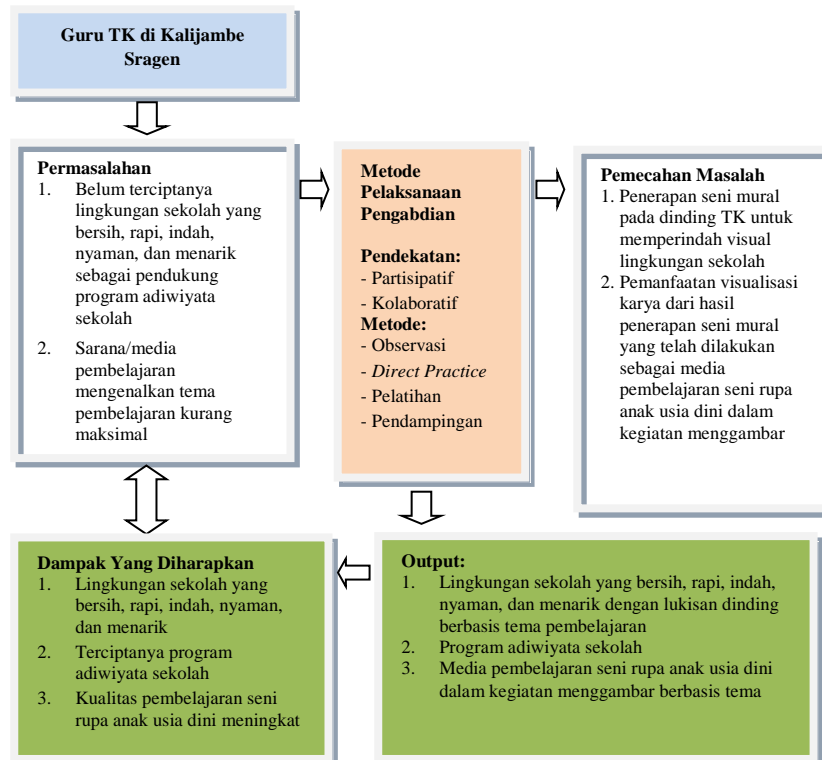 Guru TK di Kalijambe
Sragen
Permasalahan
1. Belum terciptanya
lingkungan sekolah yang
bersih, rapi, indah,
nyaman, dan menarik
sebagai pendukung
program adiwiyata
sekolah
2. Sarana/media
pembelajaran
mengenalkan tema
pembelajaran kurang
maksimal
Metode
Pelaksanaan
Pengabdian
Pendekatan:
- Partisipatif
- Kolaboratif
Metode:
- Observasi
- Direct Practice
- Pelatihan
- Pendampingan
Pemecahan Masalah
1. Penerapan seni mural
pada dinding TK untuk
memperindah visual
lingkungan sekolah
2. Pemanfaatan visualisasi
karya dari hasil
penerapan seni mural
yang telah dilakukan
sebagai media
pembelajaran seni rupa
anak usia dini dalam
kegiatan menggambar
Dampak Yang Diharapkan
1. Lingkungan sekolah yang
bersih, rapi, indah, nyaman,
dan menarik
2. Terciptanya program
adiwiyata sekolah
3. Kualitas pembelajaran seni
rupa anak usia dini meningkat
Output:
1. Lingkungan sekolah yang bersih, rapi, indah,
nyaman, dan menarik dengan lukisan dinding
berbasis tema pembelajaran
2. Program adiwiyata sekolah
3. Media pembelajaran seni rupa anak usia dini
dalam kegiatan menggambar berbasis tema